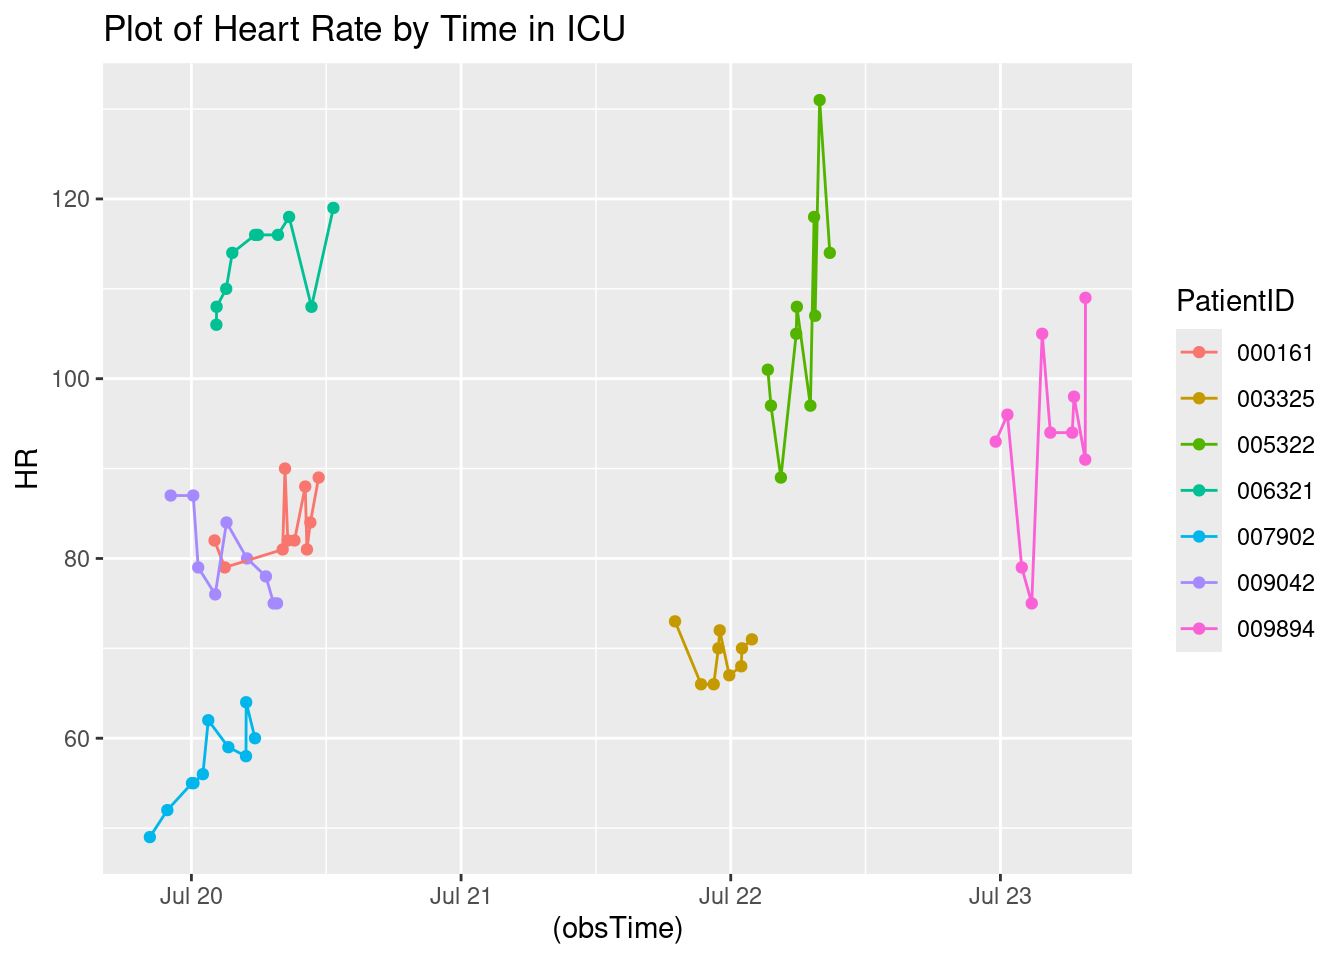 Plot of Heart Rate by Time in ICU
HR
120
100
80
60
Jul 20
Jul 21
Jul 22
Jul 23
(obsTime)
PatientID
000161
003325
005322
006321
007902
009042
009894